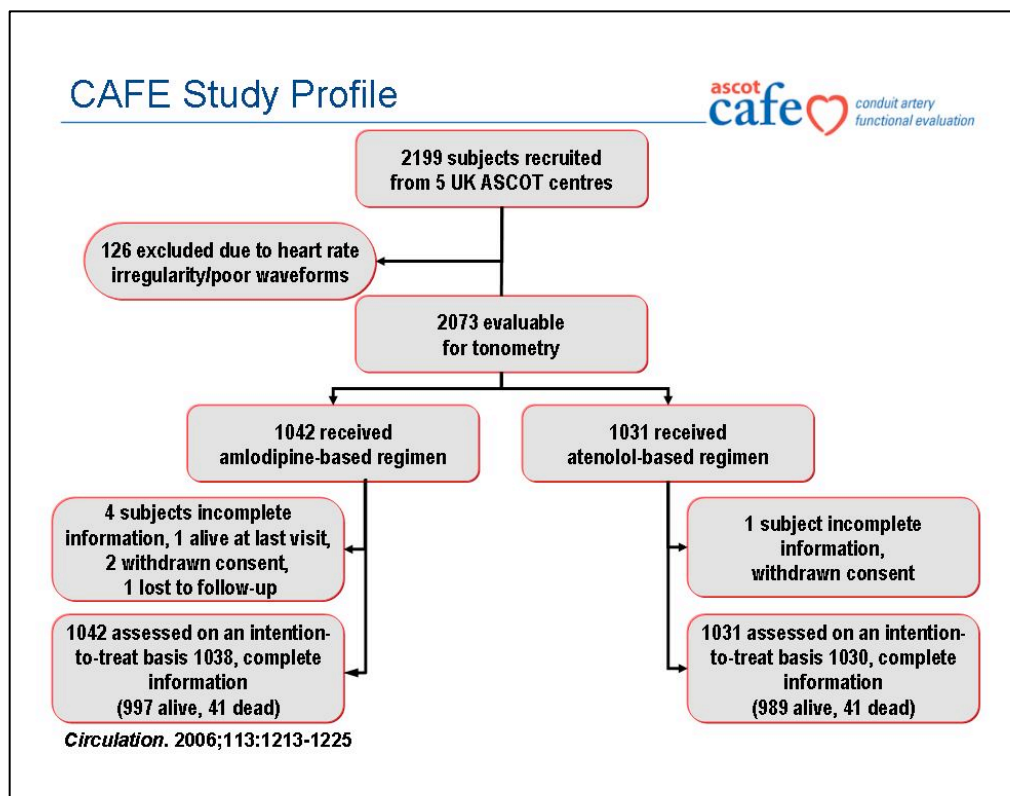 CAFE Study Profile
ascot
cafe
conduit artery
functional evaluation
2199 subjects recruited
from 5 UK ASCOT centres
126 excluded due to heart rate
irregularity/poor waveforms
2073 evaluable
for tonometry
1042 received
amlodipine-based regimen
1031 received
atenolol-based regimen
4 subjects incomplete
information, 1 alive at last visit,
2 withdrawn consent,
1 lost to follow-up
1 subject incomplete
information,
withdrawn consent
1042 assessed on an intention-
to-treat basis 1038, complete
information
(997 alive, 41 dead)
1031 assessed on an intention-
to-treat basis 1030, complete
information
(989 alive, 41 dead)
Circulation. 2006;113:1213-1225